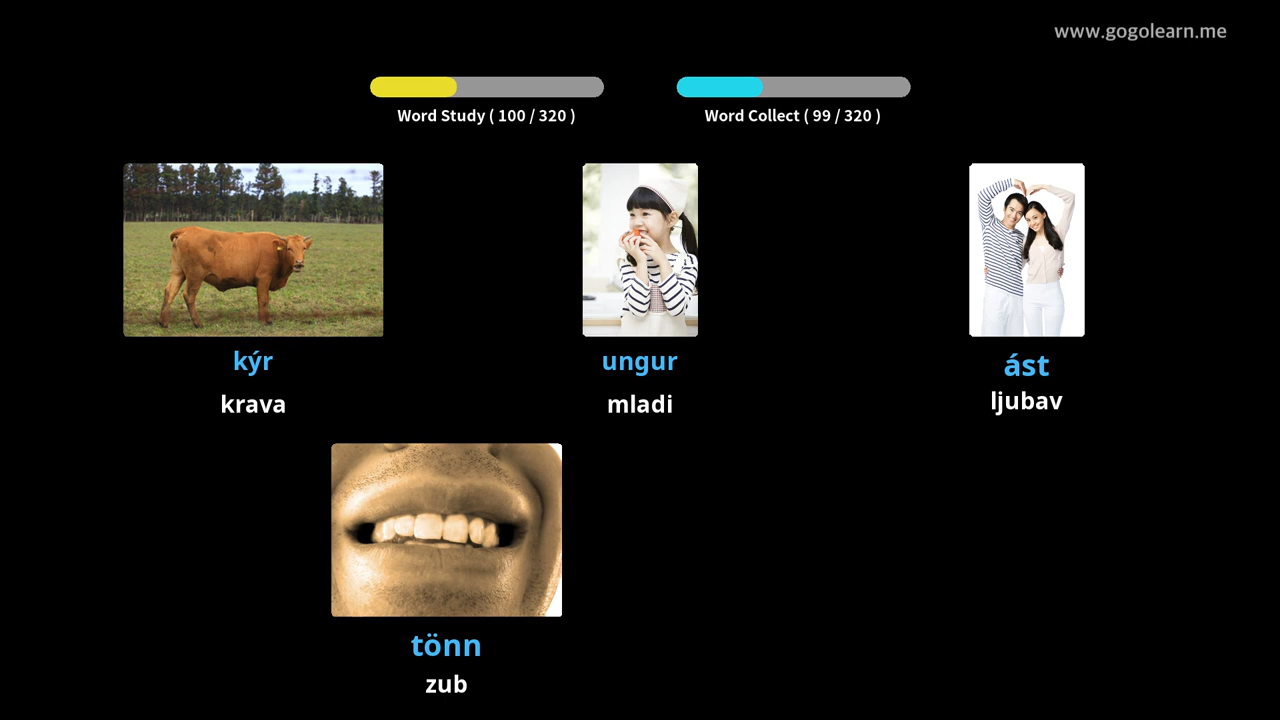 www.gogolearn.me
Word Study ( 100 / 320 )
Word Collect ( 99 / 320 )
kýr
krava
ungur
mladi
ást
ljubav
tönn
zub